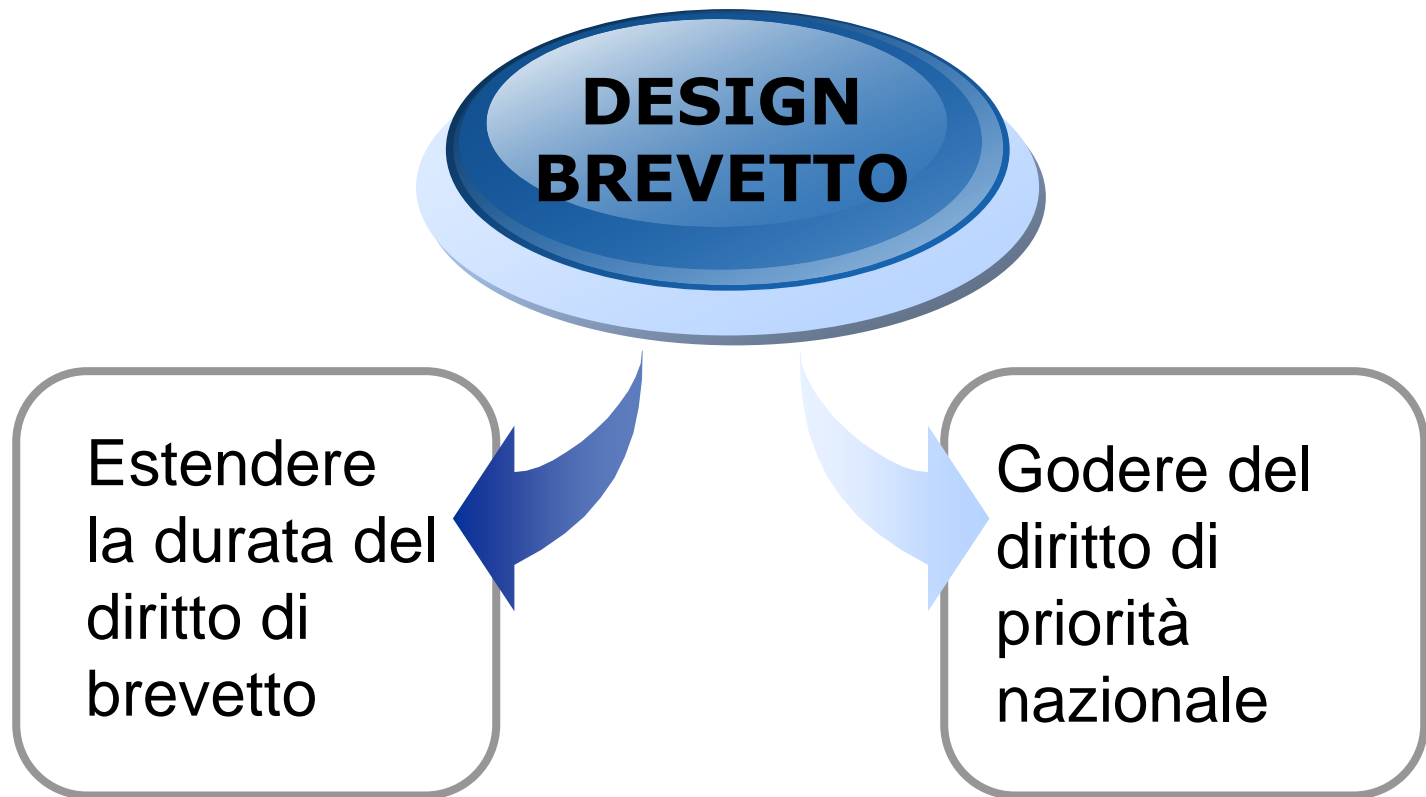 DESIGN
BREVETTO
Estendere
la durata del
diritto di
brevetto
Godere del
diritto di
priorità
nazionale